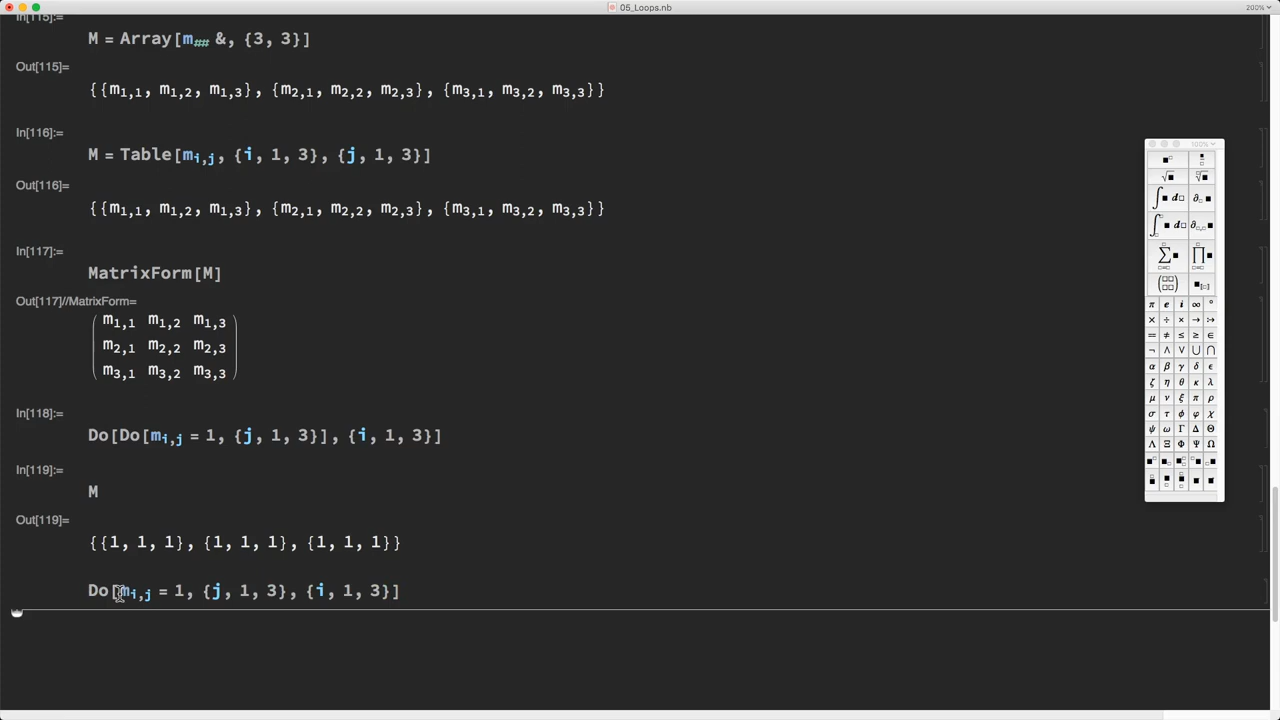 05_Loops.nb
200%
In[115]:=
M = Array[m## &, {3, 3}]
Out[115]=
{{m1,1, m1,2, m1,3}, {m2,1, m2,2, m2,3}, {m3,1, m3,2, m3,3}}
In[116]:=
M = Table[mi,j, {i, 1, 3}, {j, 1, 3}]
Out[116]=
{{m1,1, m1,2, m1,3}, {m2,1, m2,2, m2,3}, {m3,1, m3,2, m3,3}}
In[117]:=
MatrixForm[M]
Out[117]//MatrixForm=
m1,1 m1,2 m1,3
m2,1 m2,2 m2,3
m3,1 m3,2 m3,3
In[118]:=
Do[Do[mi,j = 1, {j, 1, 3}], {i, 1, 3}]
In[119]:=
M
Out[119]=
{{1, 1, 1}, {1, 1, 1}, {1, 1, 1}}
Do[mi,j = 1, {j, 1, 3}, {i, 1, 3}]
100%
π e i ∞ °
× ÷ × → :→
== ≠ ≤ ≥ ∈
¬ ∧ ∨ ∪ ∩
α β γ δ ϵ
ζ η θ κ λ
μ ν ξ π ρ
σ τ ϕ φ χ
ψ ω Γ Δ Θ
Λ Ξ Φ Ψ Ω